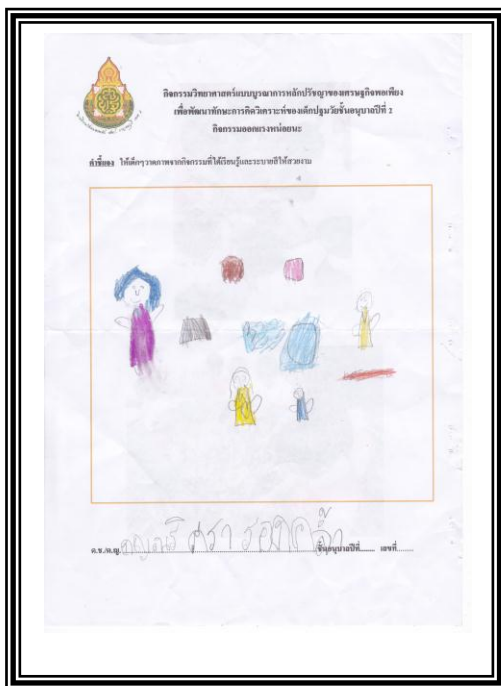 กิจกรรมวิทยาศาสตร์แบบบูรณาการหลักปรัชญาของเศรษฐกิจพอเพียง
เพื่อพัฒนาทักษะการคิดวิเคราะห์ของเด็กปฐมวัยชั้นอนุบาลปีที่ 2
กิจกรรมออกแรงหน่อยนะ
คำชี้แจง ให้เด็กๆวาดภาพจากกิจกรรมที่ได้เรียนรู้และระบายสีให้สวยงาม
ด.ช./ด.ญ. ชั้นอนุบาลปีที่....... เลขที่........